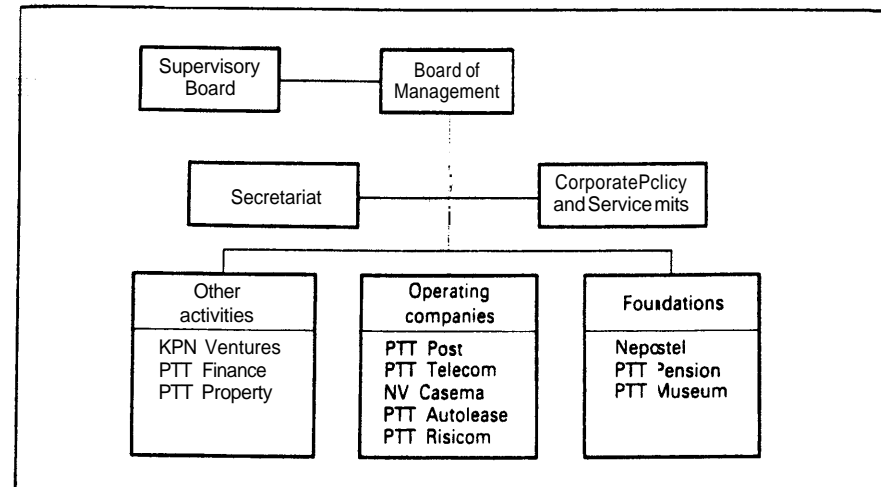 Supervisory
Board
Board of
Management
Secretariat
CorporatePclicy
and Service mits
Other
activities
KPN Ventures
PTT Finance
PTT Property
Operating
companies
PTT Post
PTT Telecom
NV Casema
PTT Autolease
PTT Risicom
Foundations
Nepostel
PTT Pension
PTT Museum